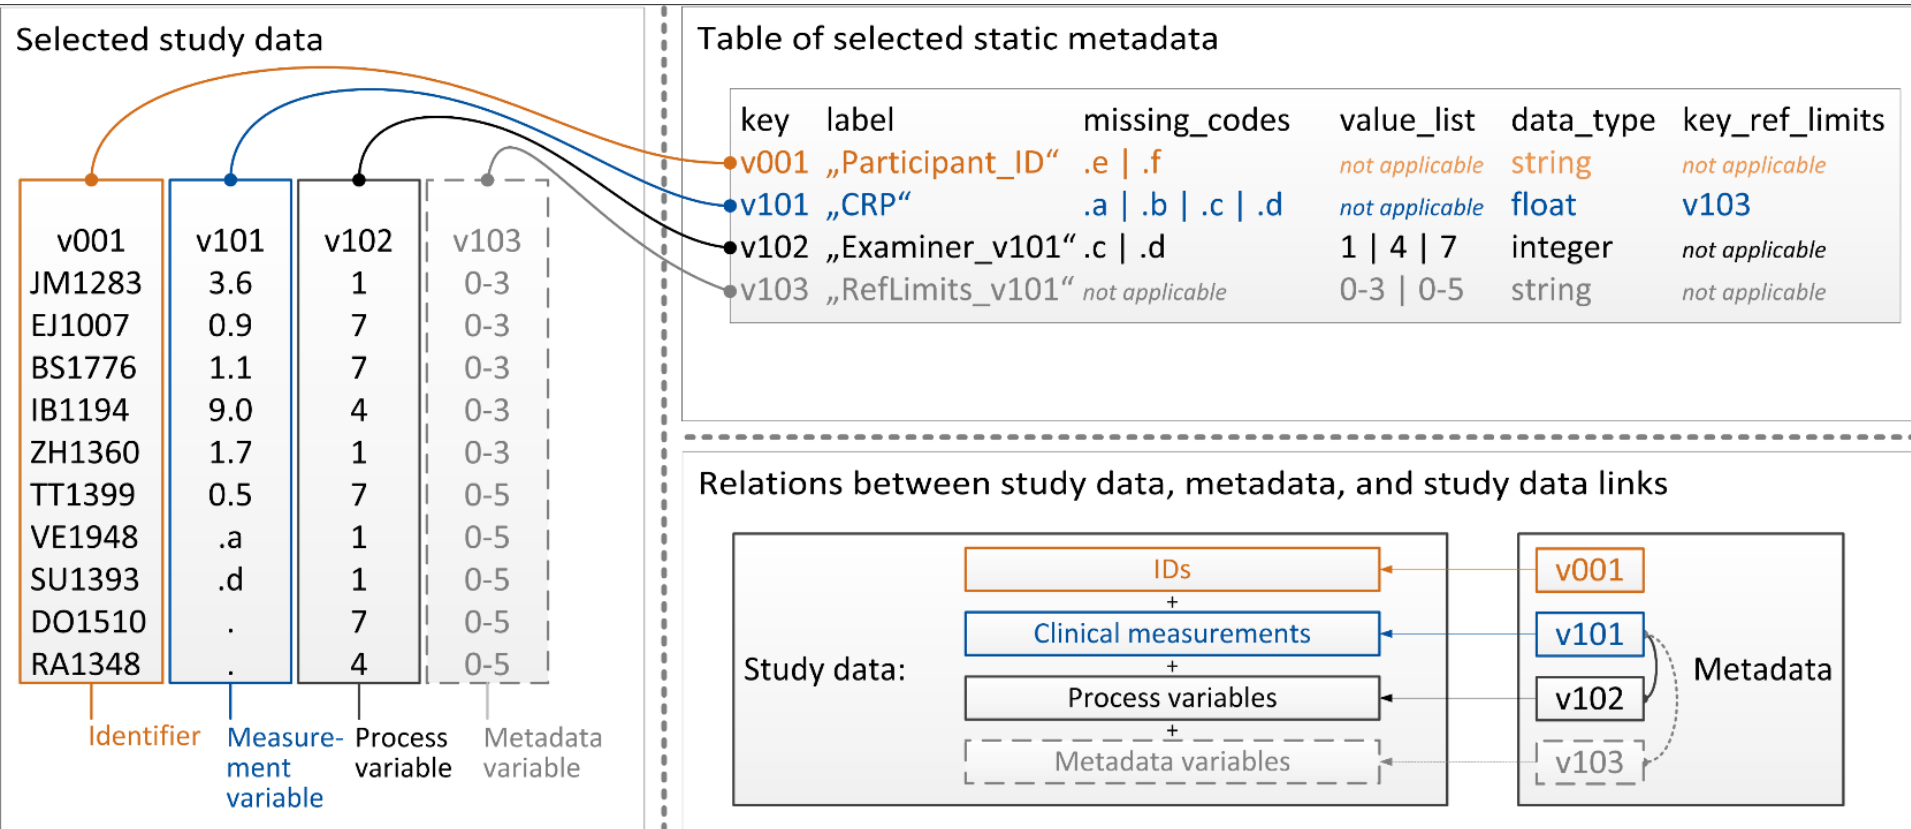 Selected study data
v001 v101 v102 v103
JM1283 3.6 1 0-3
EJ1007 0.9 7 0-3
BS1776 1.1 7 0-3
IB1194 9.0 4 0-3
ZH1360 1.7 1 0-3
TT1399 0.5 7 0-5
VE1948 .a 1 0-5
SU1393 .d 1 0-5
DO1510 . 7 0-5
RA1348 . 4 0-5
Identifier
Measure-
ment
variable
Process
variable
Metadata
variable
Table of selected static metadata
key label missing_codes value_list data_type key_ref_limits
v001 „Participant_ID“ .e | .f not applicable string not applicable
v101 „CRP“ .a | .b | .c | .d not applicable float v103
v102 „Examiner_v101“ .c | .d 1 | 4 | 7 integer not applicable
v103 „RefLimits_v101“ not applicable 0-3 | 0-5 string not applicable
Relations between study data, metadata, and study data links
Study data:
IDs
+
Clinical measurements
+
Process variables
+
Metadata variables
v001
v101
v102
v103
Metadata